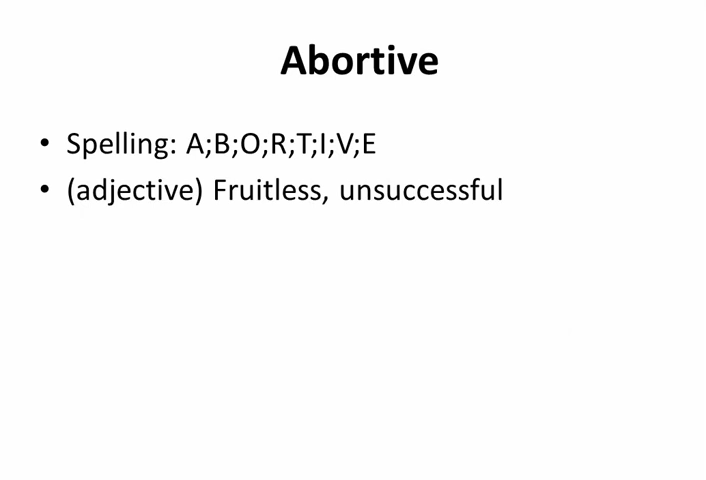 Abortive
• Spelling: A;B;O;R;T;I;V;E
• (adjective) Fruitless, unsuccessful